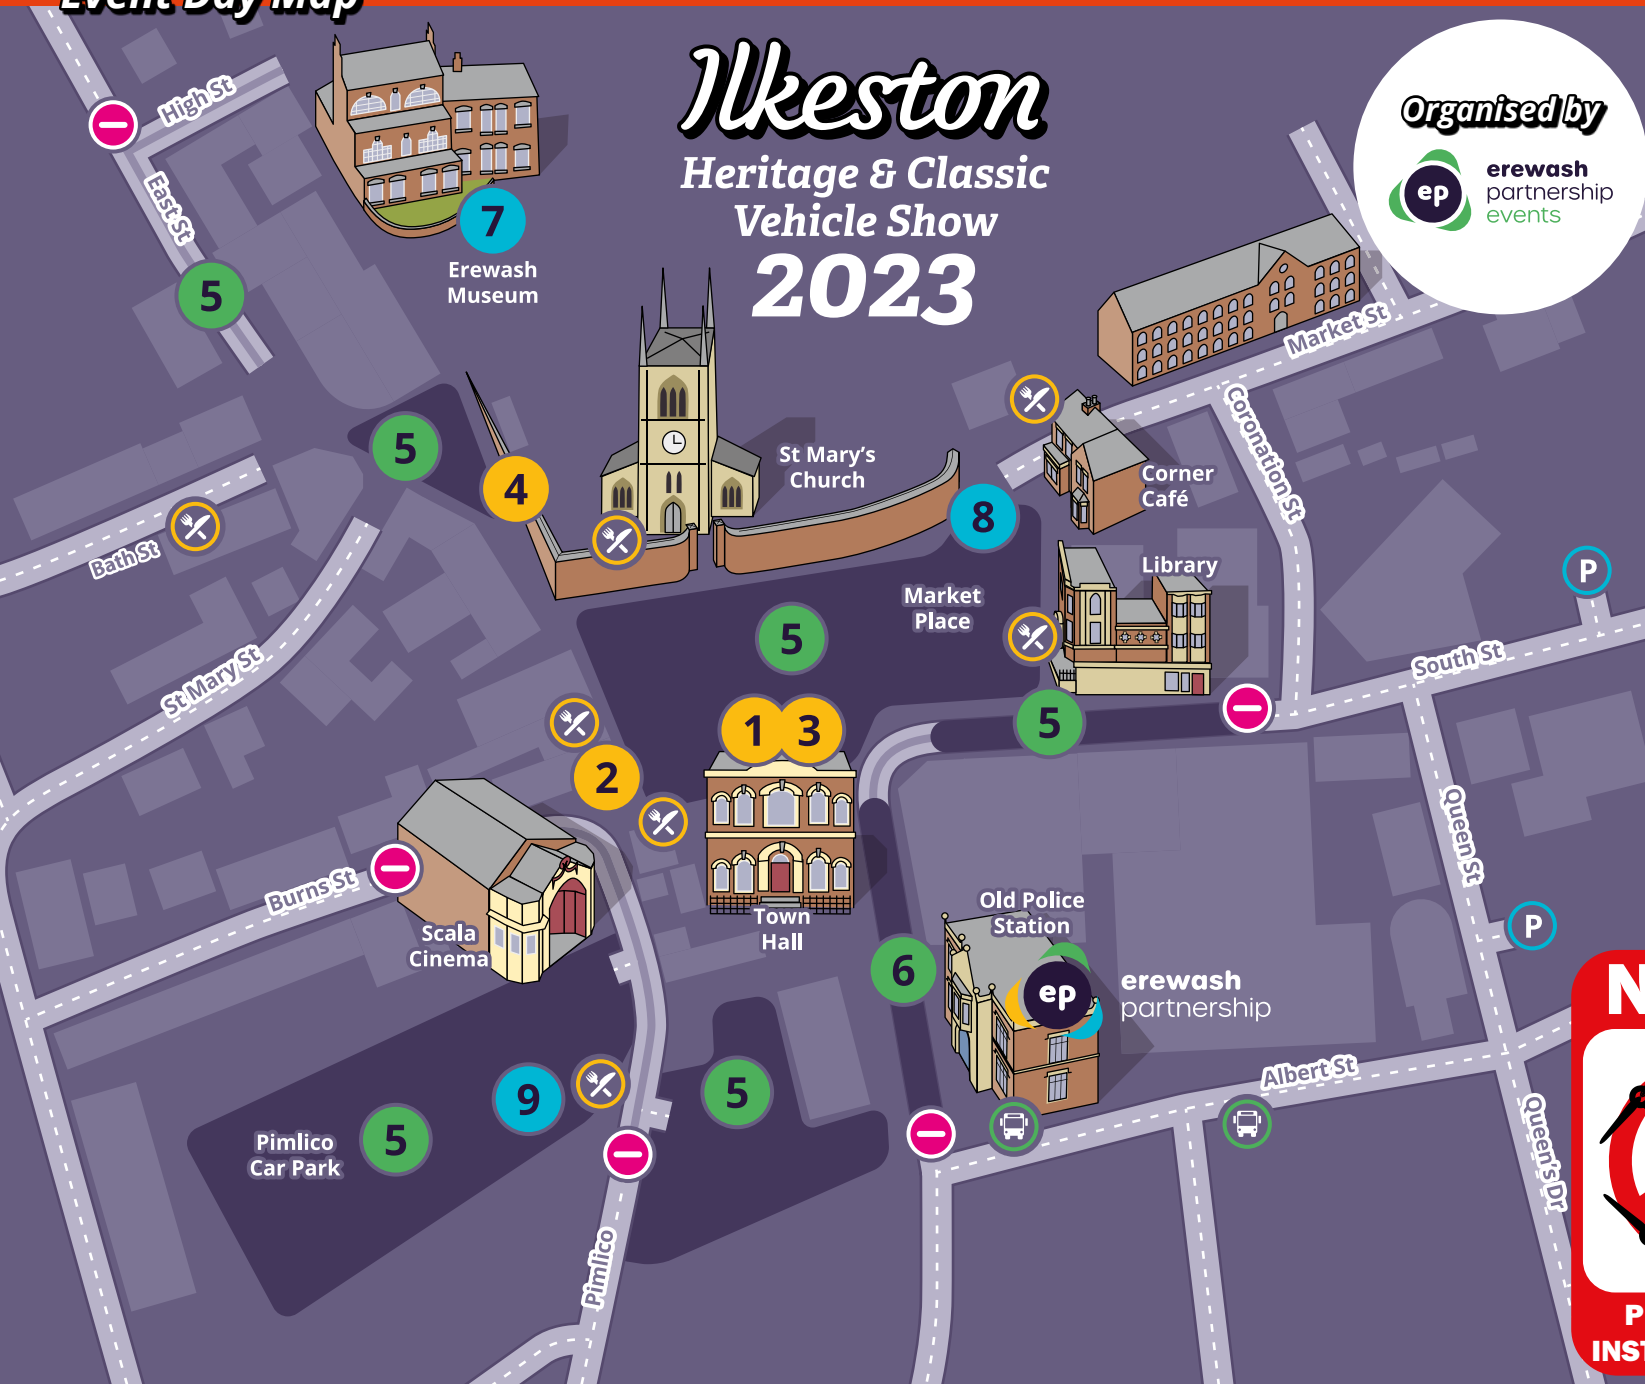 Event Day Map
Ilkeston
Heritage & Classic
Vehicle Show
2023
Organised by
ep
erewash
partnership
events
High St
East St
5
7
Erewash
Museum
Market St
Coronation St
5
4
St Mary's
Church
8
Corner
Café
Bath St
Library
P
Market
Place
5
St Mary St
South St
5
1
3
2
Queen St
Burns St
Scala
Cinema
Town
Hall
Old Police
Station
P
6
ep
erewash
partnership
Albert St
9
5
5
Pimlico
Car Park
Queen's Dr
Pimlico